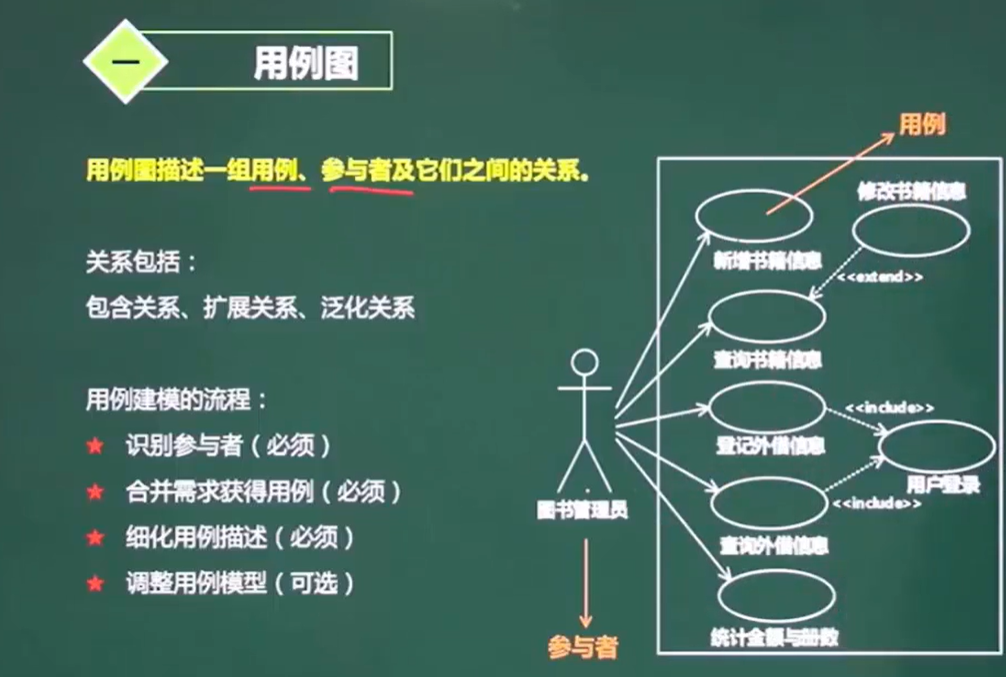 一
用例图
用例图描述一组用例、参与者及它们之间的关系。
关系包括：
包含关系、扩展关系、泛化关系
用例建模的流程：
★ 识别参与者（必须）
★ 合并需求获得用例（必须）
★ 细化用例描述（必须）
★ 调整用例模型（可选）
用例
修改书籍信息
新增书籍信息
<<extend>>
查询书籍信息
<<include>>
登记外借信息
用户登录
<<include>>
图书管理员
查询外借信息
统计金额与册数
参与者